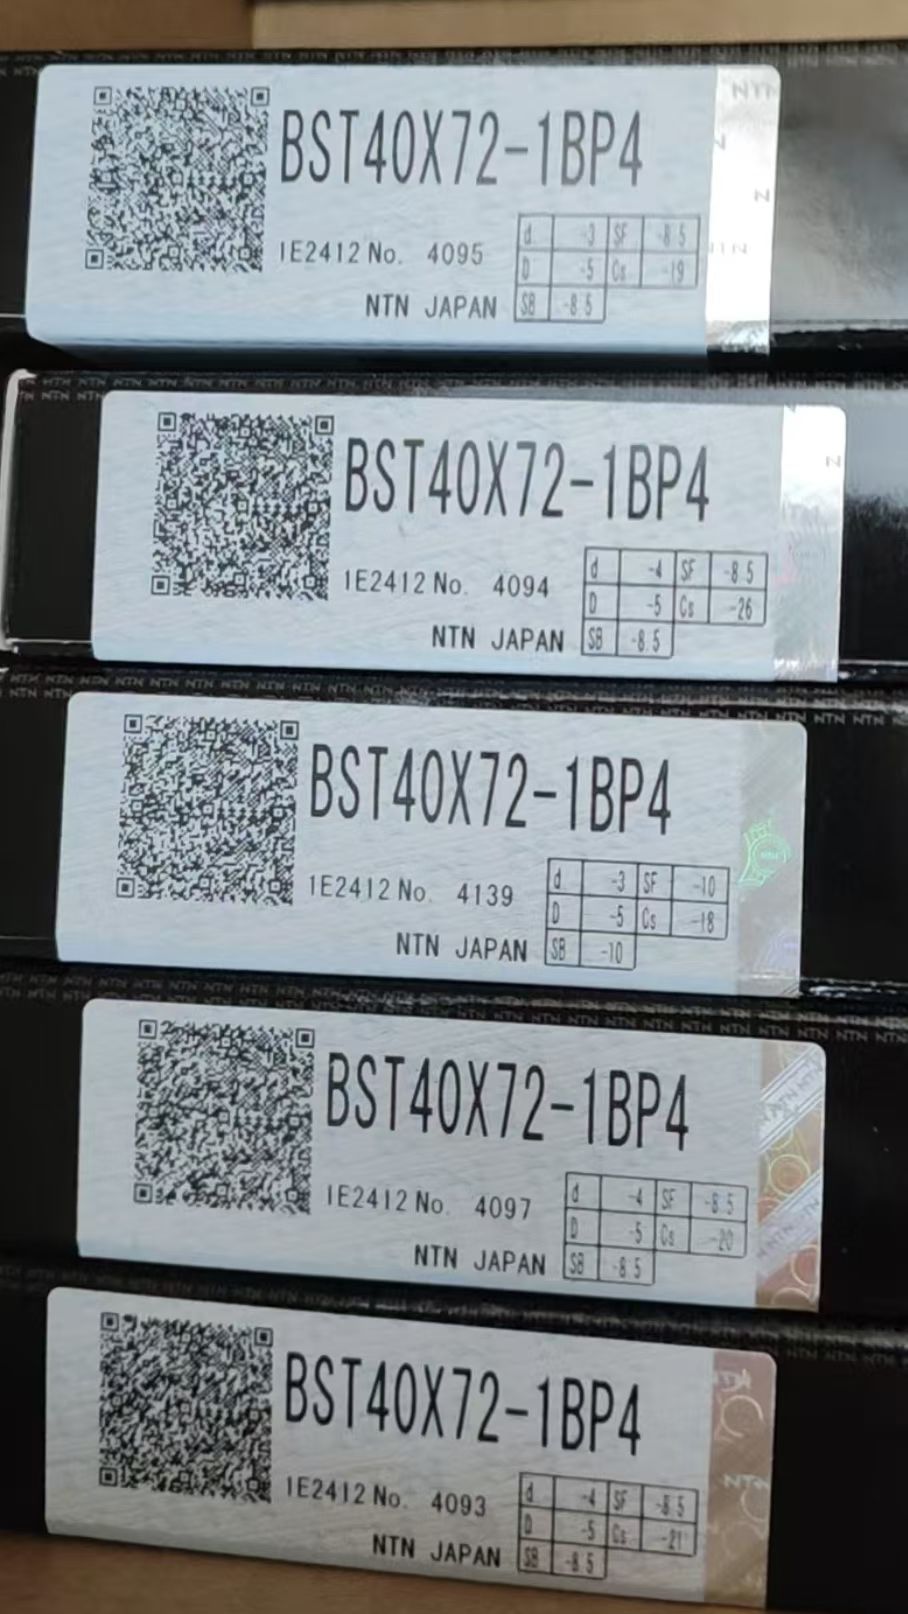 BST40X72-1BP4
d -3 SF -8.5
1E2412 No. 4095
D -5 Cs -19
NTN JAPAN
SB -8.5
BST40X72-1BP4
d -4 SF -8.5
1E2412 No. 4094
D -5 Cs -26
NTN JAPAN
SB -8.5
BST40X72-1BP4
d -3 SF -10
1E2412 No. 4139
D -5 Cs -18
NTN JAPAN
SB -10
BST40X72-1BP4
d -4 SF -8.5
1E2412 No. 4097
D -5 Cs -20
NTN JAPAN
SB -8.5
BST40X72-1BP4
d -4 SF -8.5
1E2412 No. 4093
D -5 Cs -21
NTN JAPAN
SB -8.5